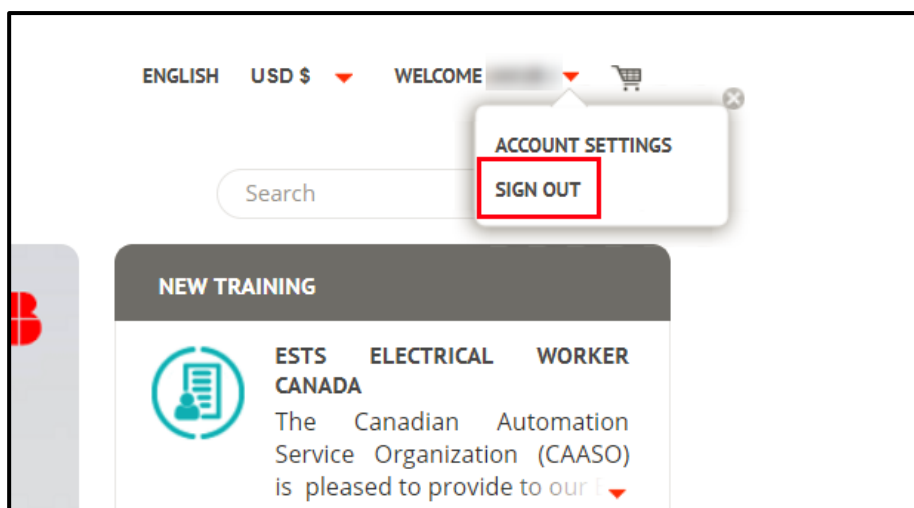 ENGLISH USD $ WELCOME
ACCOUNT SETTINGS
Search
SIGN OUT
NEW TRAINING
ESTS ELECTRICAL WORKER
CANADA
The Canadian Automation
Service Organization (CAASO)
is pleased to provide to our